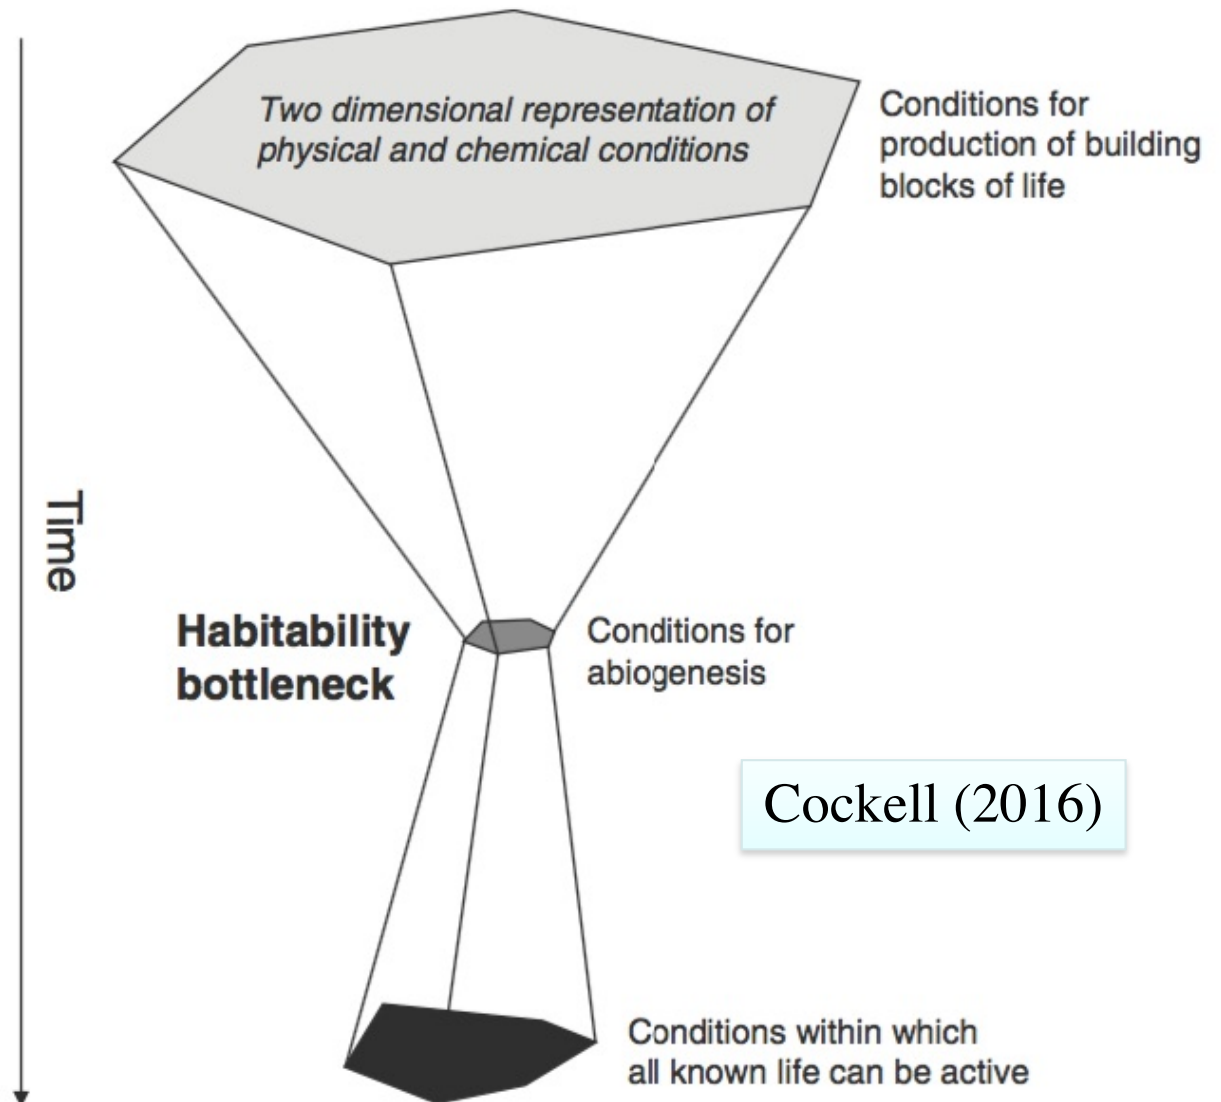 Two dimensional representation of
physical and chemical conditions
Conditions for
production of building
blocks of life
Time
Habitability
bottleneck
Conditions for
abiogenesis
Cockell (2016)
Conditions within which
all known life can be active